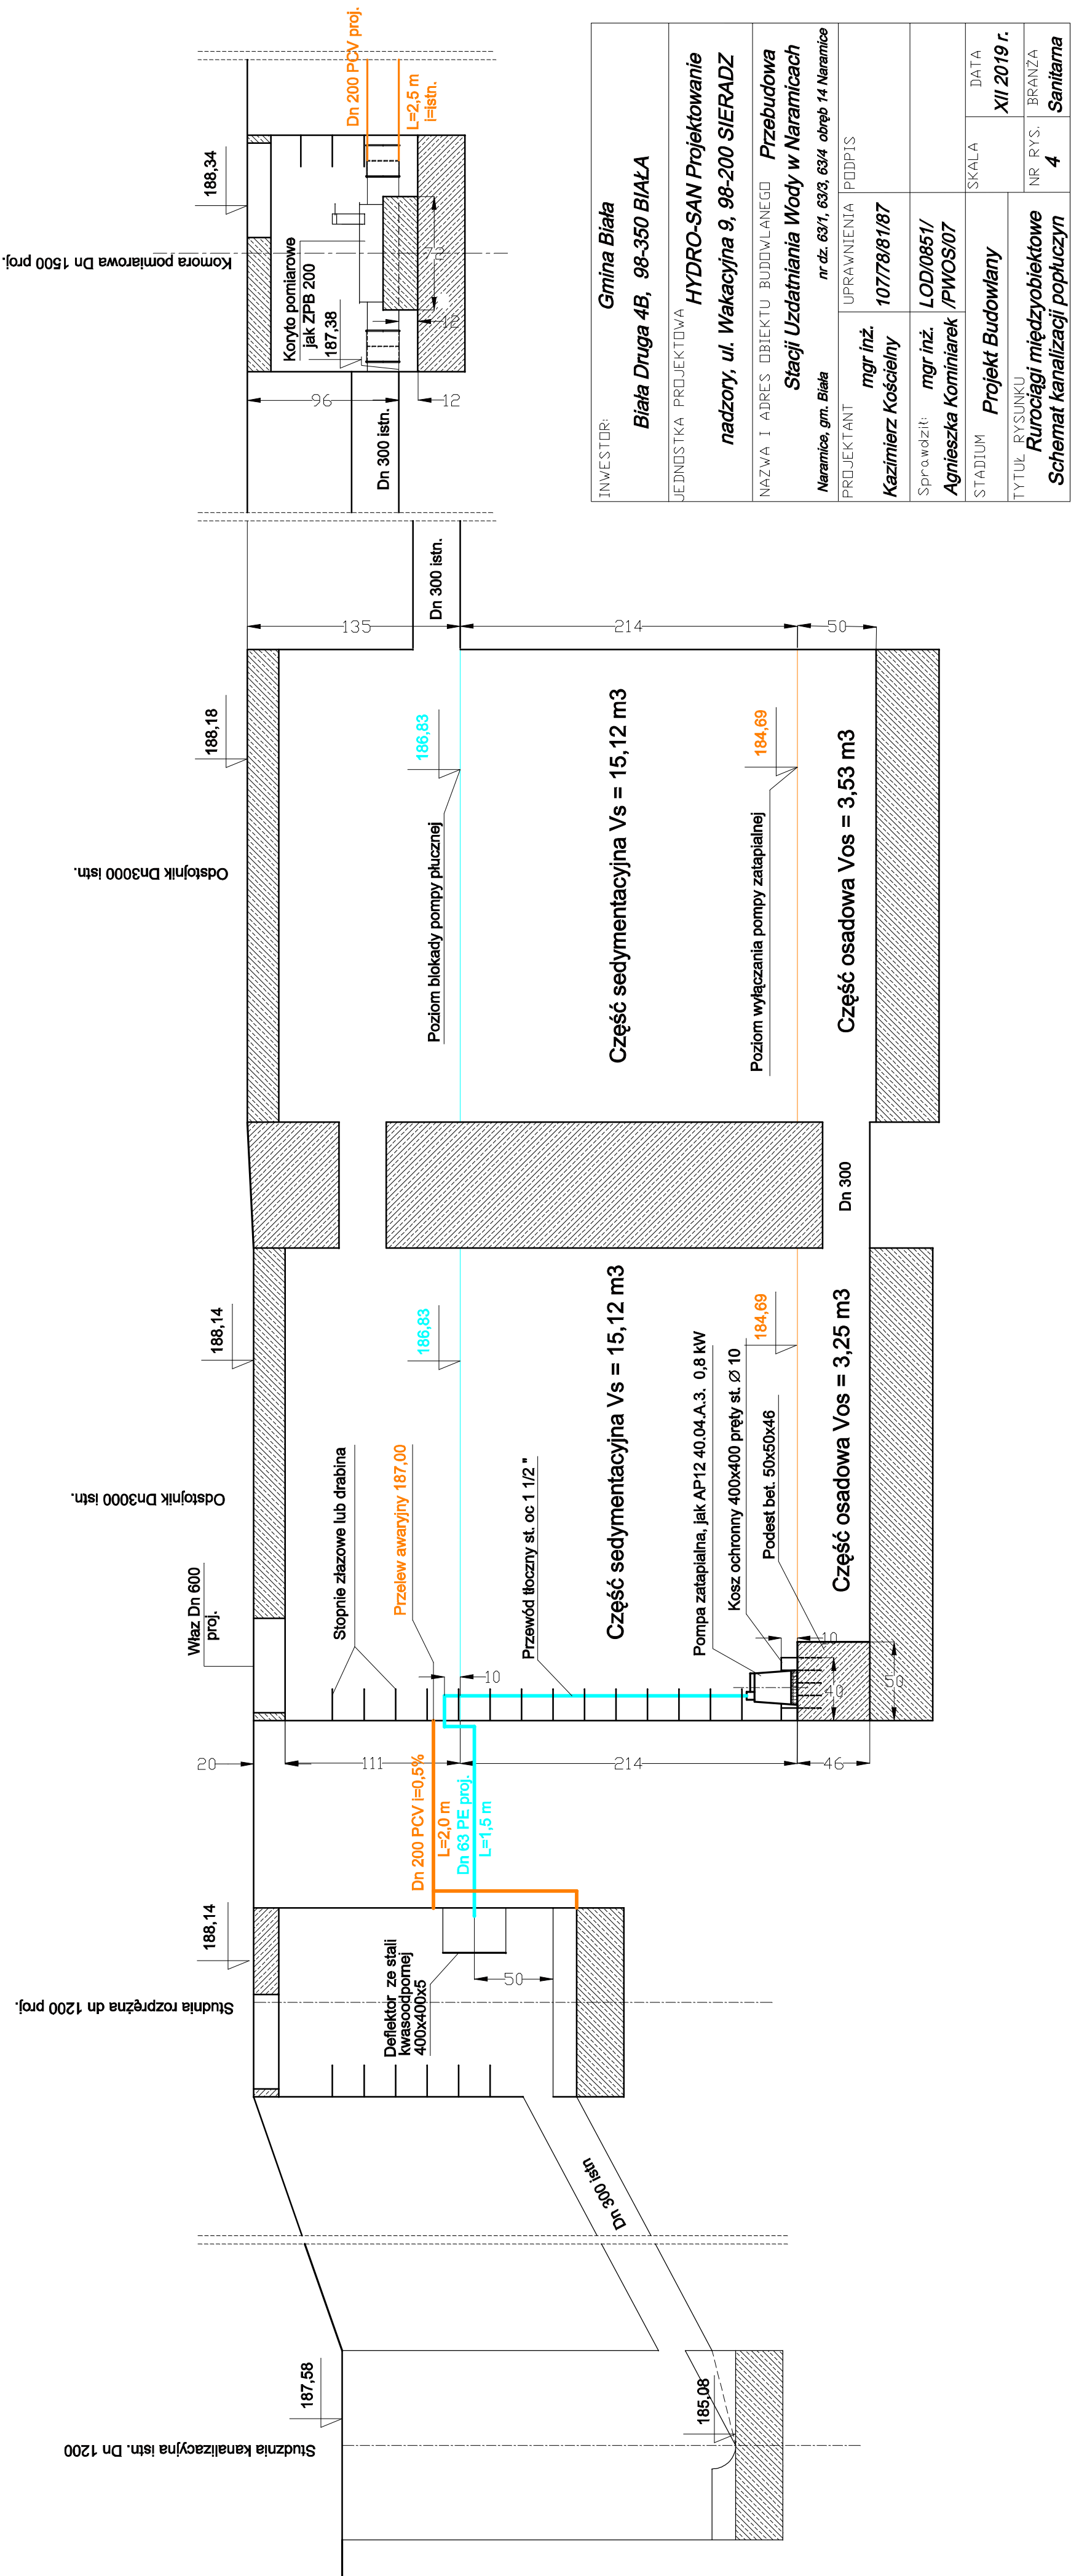 Studznia kanalizacyjna istn. Dn 1200
187,58
185,08
Dn 300 istn
Studnia rozprężna dn 1200 proj.
188,14
Deflektor ze stali
kwasoodpornej
400x400x5
50
Dn 200 PCV i=0,5%
L=2,0 m
Dn 63 PE proj.
L=1,5 m
20
111
214
46
Właz Dn 600
proj.
Odstojnik Dn3000 istn.
188,14
Stopnie złazowe lub drabina
Przelew awaryjny 187,00
186,83
10
Przewód tłoczny st. oc 1 1/2 "
Część sedymentacyjna Vs = 15,12 m3
Pompa zatapialna, jak AP12 40.04.A.3. 0,8 kW
Kosz ochronny 400x400 pręty st. Ø 10
184,69
Podest bet. 50x50x46
10
40
50
Część osadowa Vos = 3,25 m3
Dn 300
Odstojnik Dn3000 istn.
188,18
186,83
Poziom blokady pompy płucznej
Część sedymentacyjna Vs = 15,12 m3
184,69
Poziom wyłączania pompy zatapialnej
Część osadowa Vos = 3,53 m3
135
214
50
Dn 300 istn.
Dn 300 istn.
Komora pomiarowa Dn 1500 proj.
188,34
Koryto pomiarowe
jak ZPB 200
187,38
96
12
72
12
Dn 200 PCV proj.
L=2,5 m
i=istn.
INWESTOR:
Gmina Biała
Biała Druga 4B, 98-350 BIAŁA
JEDNOSTKA PROJEKTOWA
HYDRO-SAN Projektowanie
nadzory, ul. Wakacyjna 9, 98-200 SIERADZ
NAZWA I ADRES OBIEKTU BUDOWLANEGO Przebudowa
Stacji Uzdatniania Wody w Naramicach
Naramice, gm. Biała nr dz. 63/1, 63/3, 63/4 obręb 14 Naramice
PROJEKTANT
mgr inż.
Kazimierz Kościelny
UPRAWNIENIA
107/78/81/87
PODPIS
Sprawdził:
mgr inż.
Agnieszka Kominiarek
LOD/0851/
/PWOS/07
STADIUM
Projekt Budowlany
SKALA
DATA
XII 2019 r.
TYTUŁ RYSUNKU
Rurociągi międzyobiektowe
Schemat kanalizacji popłuczyn
NR RYS.
4
BRANŻA
Sanitarna